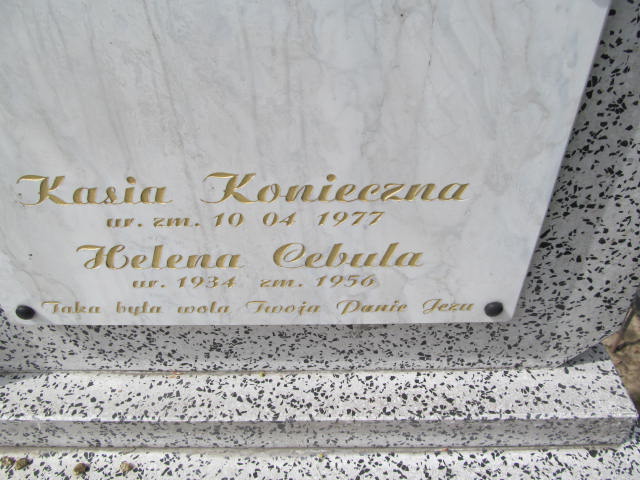 Kasia Konieczna
ur. zm. 10 04 1977
Helena Cebula
ur. 1934 zm. 1956
Taka była wola Twoja Panie Jezu